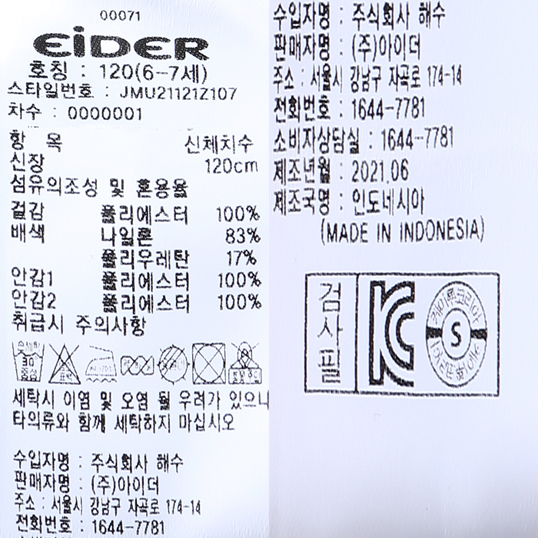 00071
EiDER
호칭 : 120(6-7세)
스타일번호 : JMU21121Z107
차수 : 0000001
항 목 신체치수
신장 120cm
섬유의조성 및 혼용율
겉감 폴리에스터 100%
배색 나일론 83%
폴리우레탄 17%
안감1 폴리에스터 100%
안감2 폴리에스터 100%
취급시 주의사항
30
중성
세탁시 이염 및 오염 될 우려가 있으니
타의류와 함께 세탁하지 마십시오
수입자명 : 주식회사 해수
판매자명 : (주)아이더
주소 : 서울시 강남구 자곡로 174-14
전화번호 : 1644-7781
수입자명 : 주식회사 해수
판매자명 : (주)아이더
주소 : 서울시 강남구 자곡로 174-14
전화번호 : 1644-7781
소비자상담실 : 1644-7781
제조년월 : 2021.06
제조국명 : 인도네시아
(MADE IN INDONESIA)
검사필
KC
S